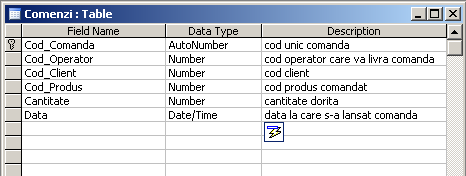 Comenzi : Table
Field Name Data Type Description
Cod_Comanda AutoNumber cod unic comanda
Cod_Operator Number cod operator care va livra comanda
Cod_Client Number cod client
Cod_Produs Number cod produs comandat
Cantitate Number cantitate dorita
Data Date/Time data la care s-a lansat comanda